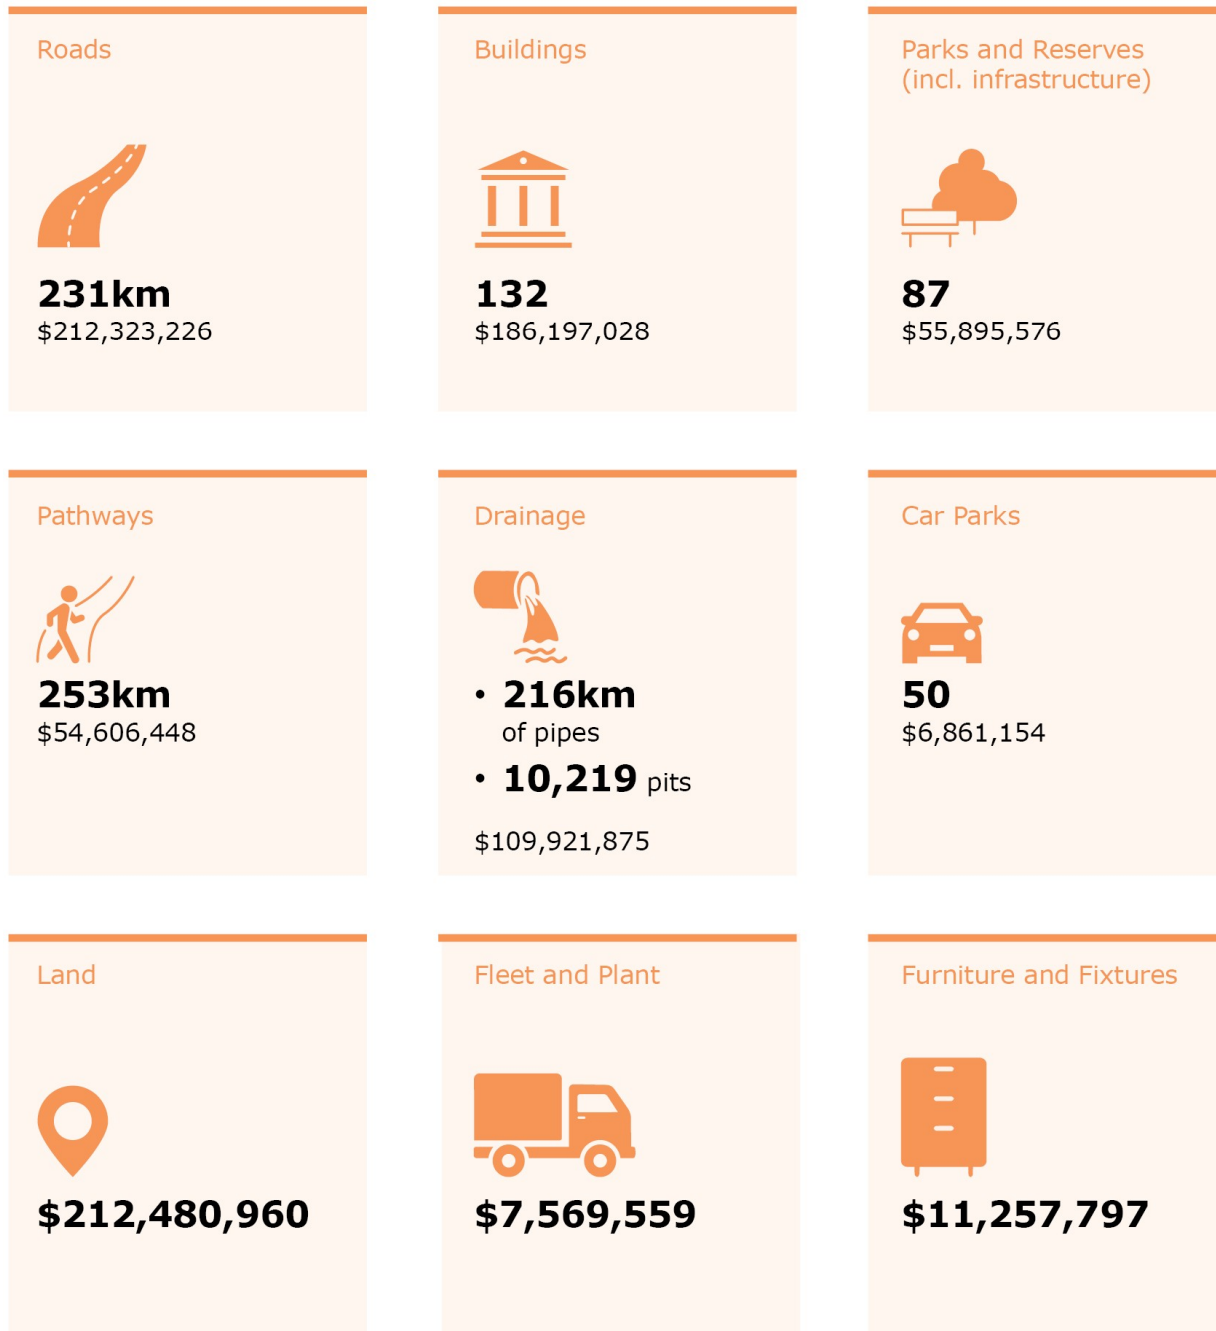 Roads
231km
$212,323,226
Buildings
132
$186,197,028
Parks and Reserves
(incl. infrastructure)
87
$55,895,576
Pathways
253km
$54,606,448
Drainage
• 216km
of pipes
• 10,219 pits
$109,921,875
Car Parks
50
$6,861,154
Land
$212,480,960
Fleet and Plant
$7,569,559
Furniture and Fixtures
$11,257,797